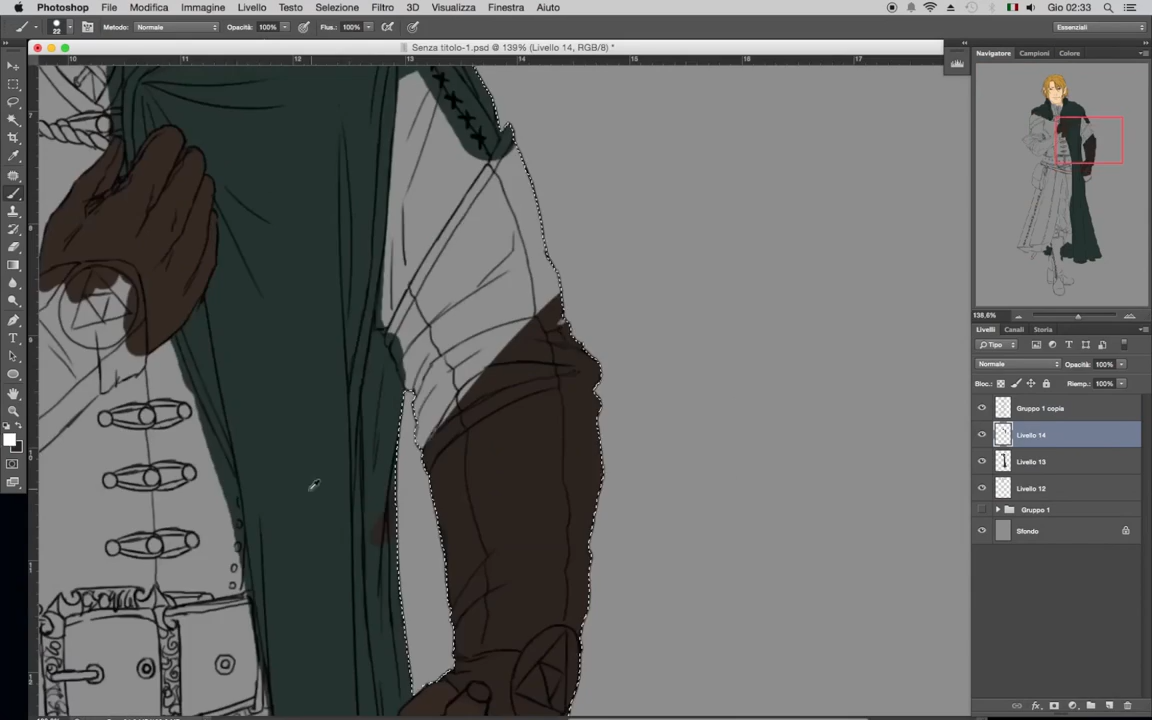 Photoshop File Modifica Immagine Livello Testo Selezione Filtro 3D Visualizza Finestra Aiuto Gio 02:33
22 Metodo: Normale Opacità: 100% Flus.: 100% Essenziali
Senza titolo-1.psd @ 139% (Livello 14, RGB/8) *
Navigatore Campioni Colore
10 11 12 13 14 15 16 17
138,6%
Livelli Canali Storia
Tipo
Normale Opacità: 100%
Bloc.: Riemp.: 100%
Gruppo 1 copia
Livello 14
Livello 13
Livello 12
Gruppo 1
Sfondo